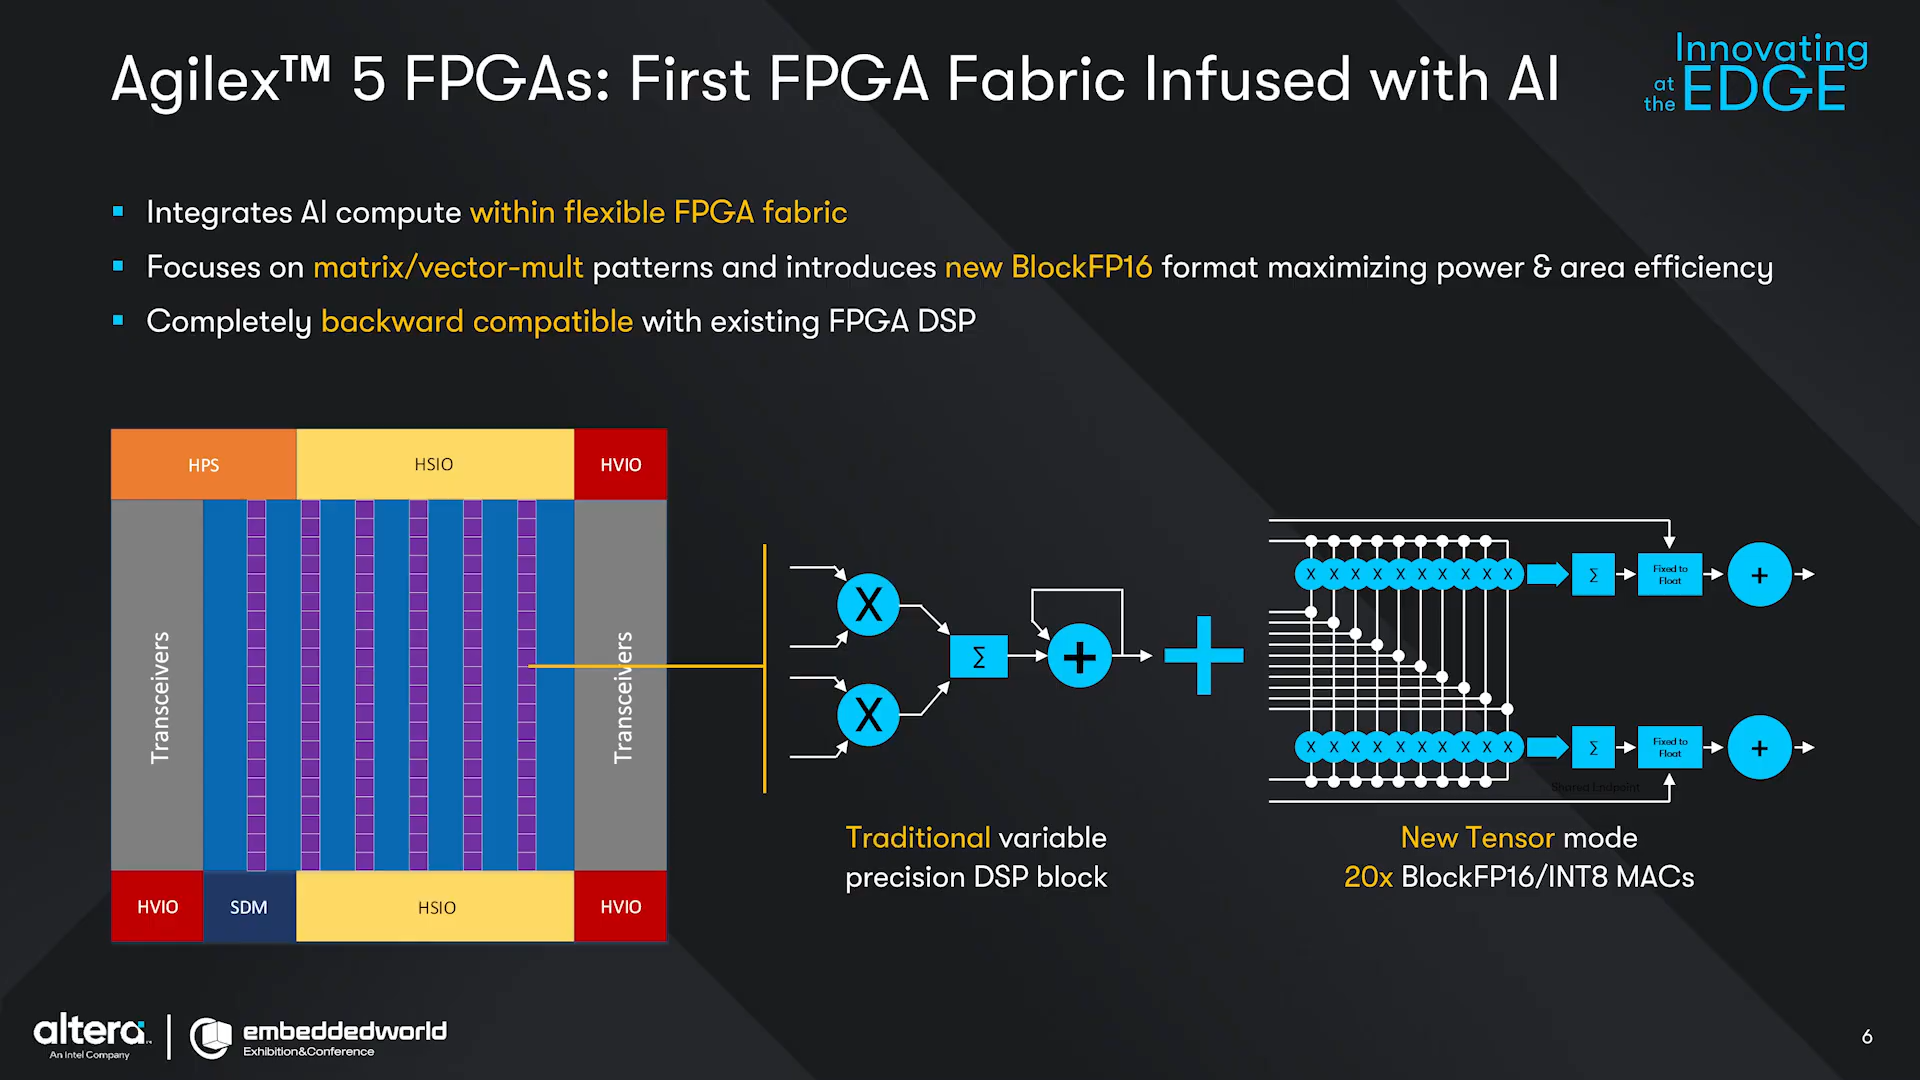 Agilex™ 5 FPGAs: First FPGA Fabric Infused with AI
Innovating
at
the EDGE
Integrates AI compute within flexible FPGA fabric
Focuses on matrix/vector-mult patterns and introduces new BlockFP16 format maximizing power & area efficiency
Completely backward compatible with existing FPGA DSP
HPS
HSIO
HVIO
Transceivers
Transceivers
HVIO
SDM
HSIO
HVIO
X
X
Σ
+
X X X X X X X X X X
Σ
Fixed to
Float
+
X X X X X X X X X X
Σ
Fixed to
Float
+
Shared Endpoint
Traditional variable
precision DSP block
New Tensor mode
20x BlockFP16/INT8 MACs
altera
An Intel Company
embeddedworld
Exhibition&Conference
6